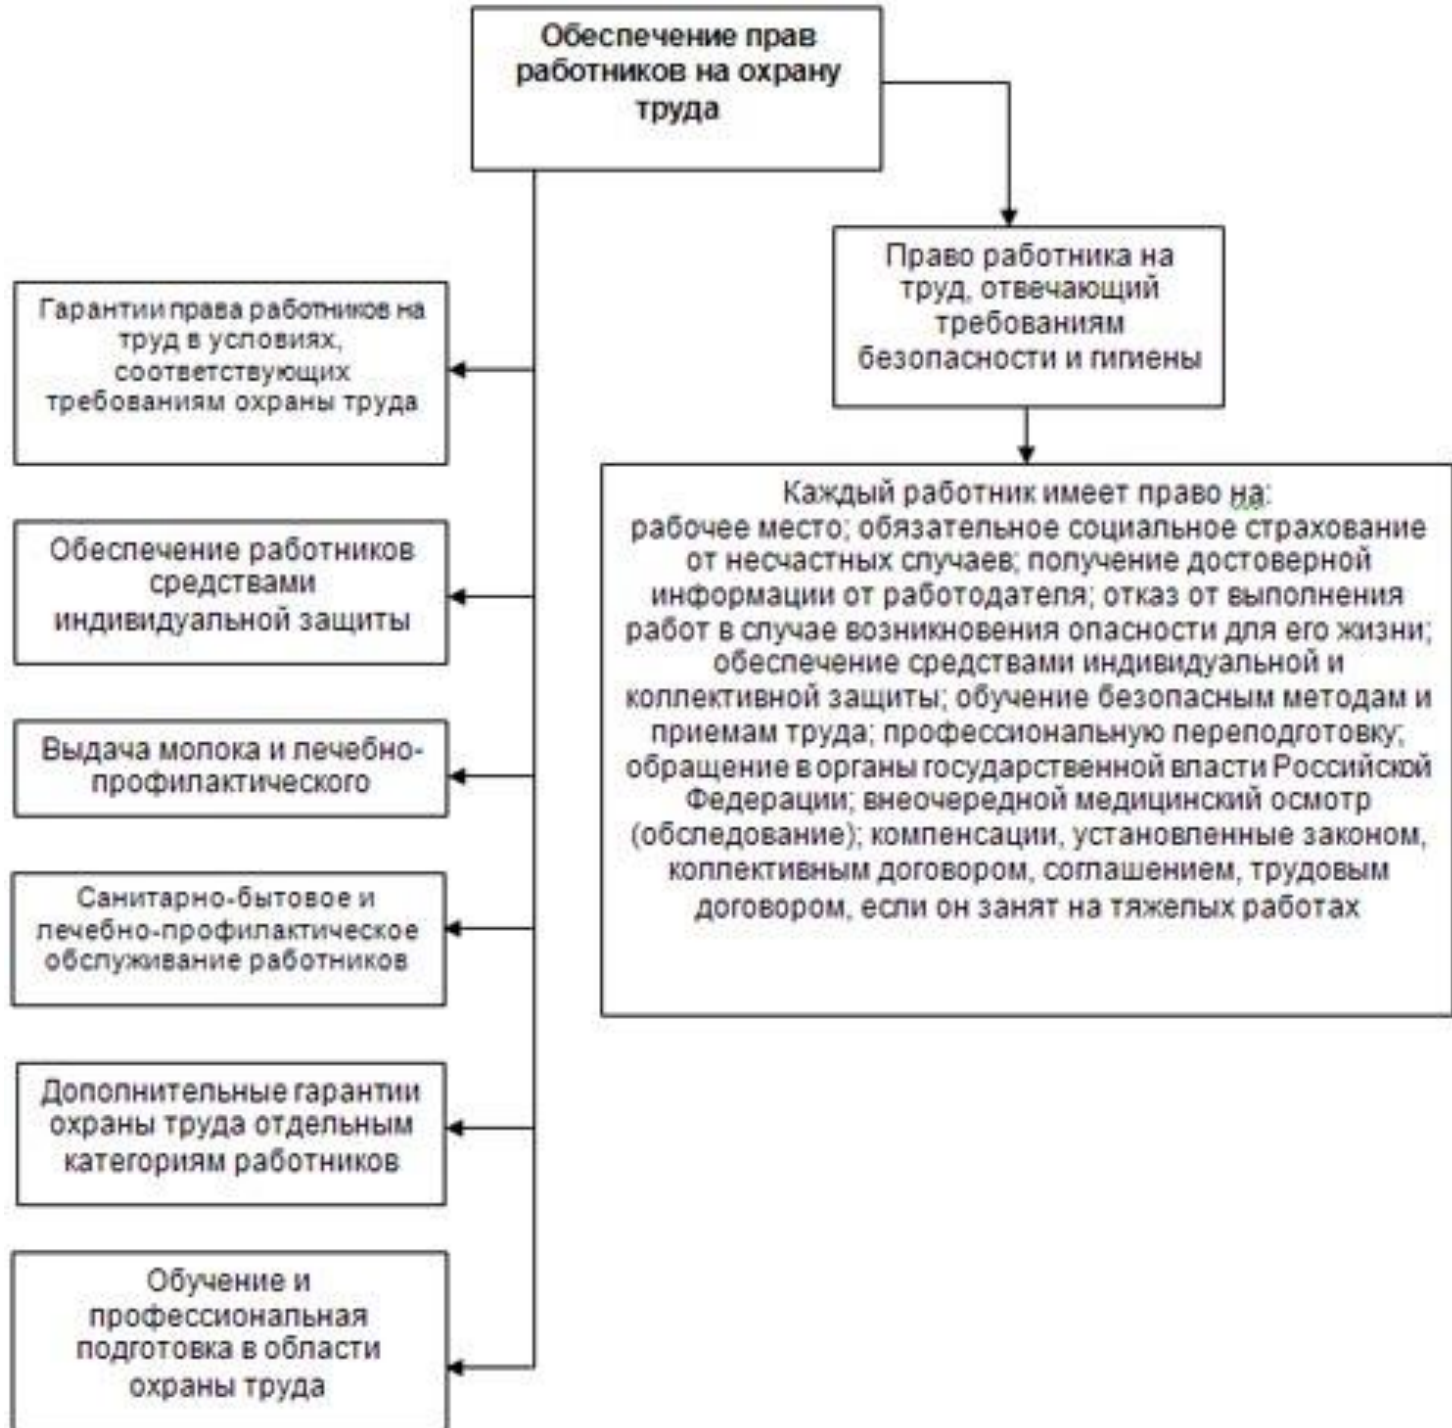 Обеспечение прав
работников на охрану
труда
Право работника на
труд, отвечающий
требованиям
безопасности и гигиены
Гарантии права работников на
труд в условиях,
соответствующих
требованиям охраны труда
Обеспечение работников
средствами
индивидуальной защиты
Выдача молока и лечебно-
профилактического
Санитарно-бытовое и
лечебно-профилактическое
обслуживание работников
Дополнительные гарантии
охраны труда отдельным
категориям работников
Обучение и
профессиональная
подготовка в области
охраны труда
Каждый работник имеет право на:
рабочее место; обязательное социальное страхование
от несчастных случаев; получение достоверной
информации от работодателя; отказ от выполнения
работ в случае возникновения опасности для его жизни;
обеспечение средствами индивидуальной и
коллективной защиты; обучение безопасным методам и
приемам труда; профессиональную переподготовку;
обращение в органы государственной власти Российской
Федерации; внеочередной медицинский осмотр
(обследование); компенсации, установленные законом,
коллективным договором, соглашением, трудовым
договором, если он занят на тяжелых работах